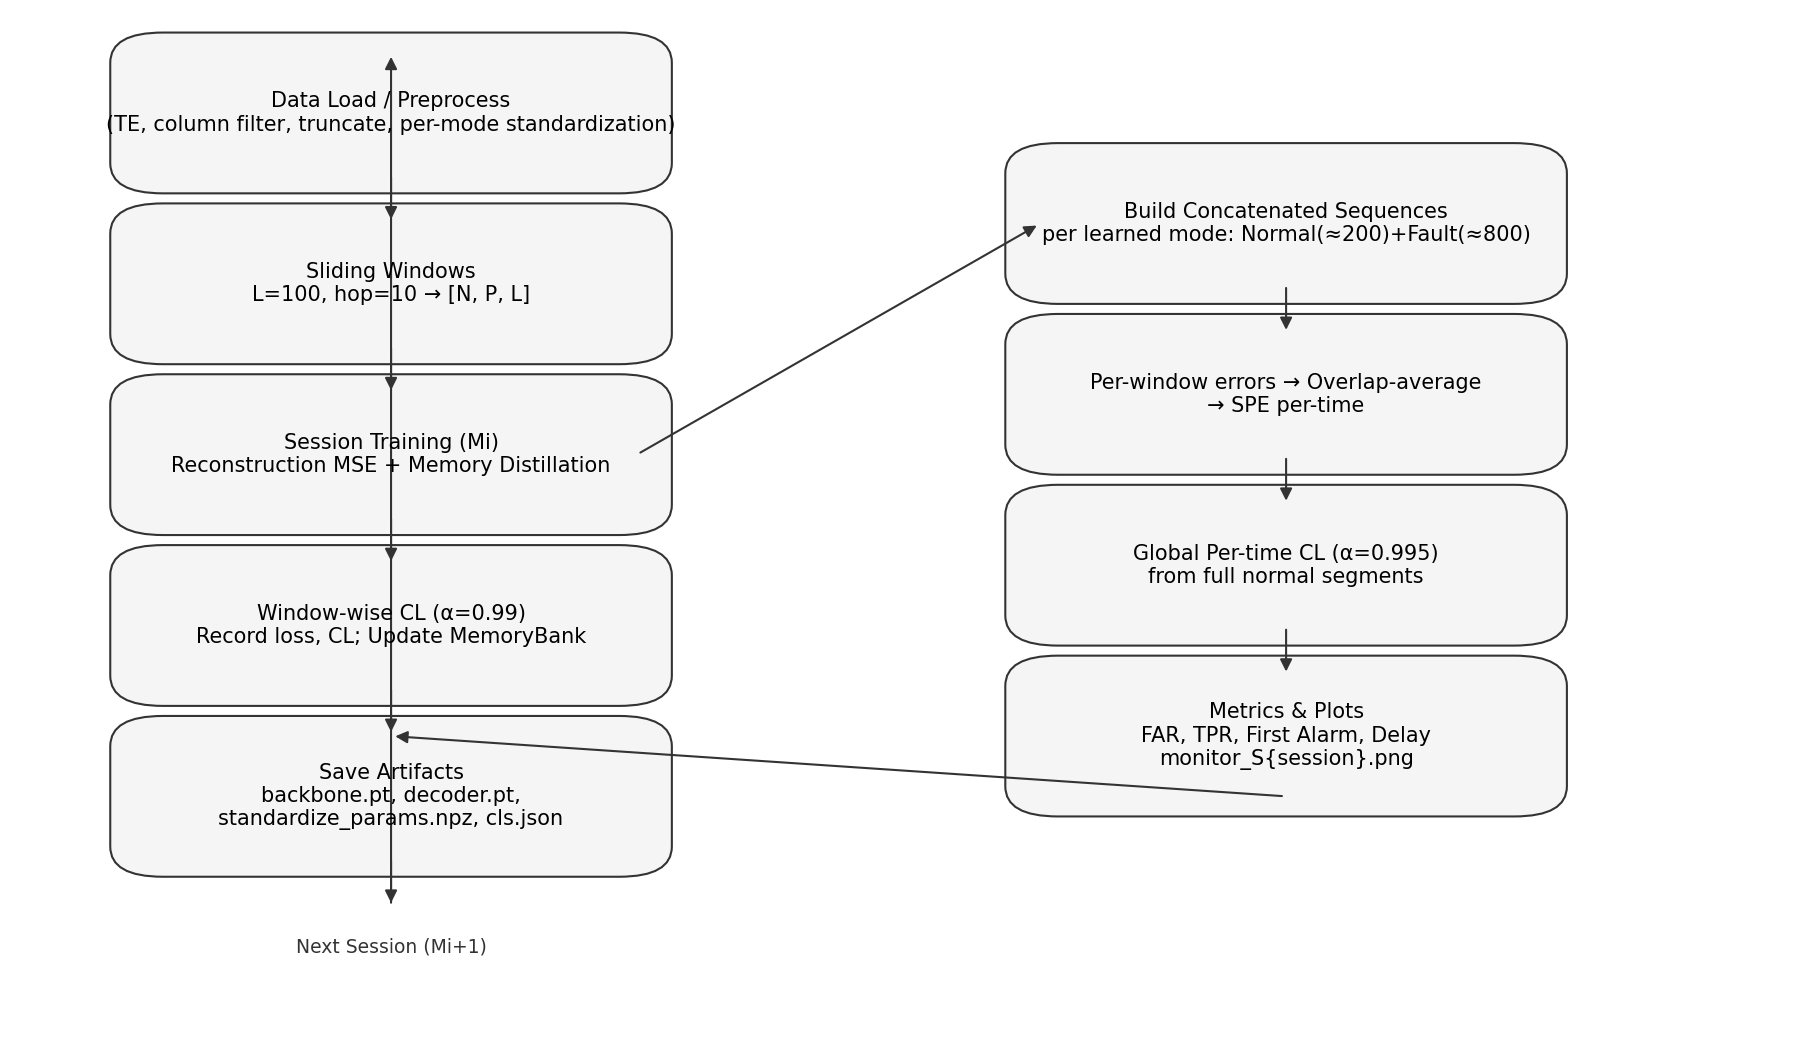 Data Load / Preprocess
(TE, column filter, truncate, per-mode standardization)
Sliding Windows
L=100, hop=10 → [N, P, L]
Session Training (Mi)
Reconstruction MSE + Memory Distillation
Window-wise CL (α=0.99)
Record loss, CL; Update MemoryBank
Save Artifacts
backbone.pt, decoder.pt,
standardize_params.npz, cls.json
Next Session (Mi+1)
Build Concatenated Sequences
per learned mode: Normal(≈200)+Fault(≈800)
Per-window errors → Overlap-average
→ SPE per-time
Global Per-time CL (α=0.995)
from full normal segments
Metrics & Plots
FAR, TPR, First Alarm, Delay
monitor_S{session}.png